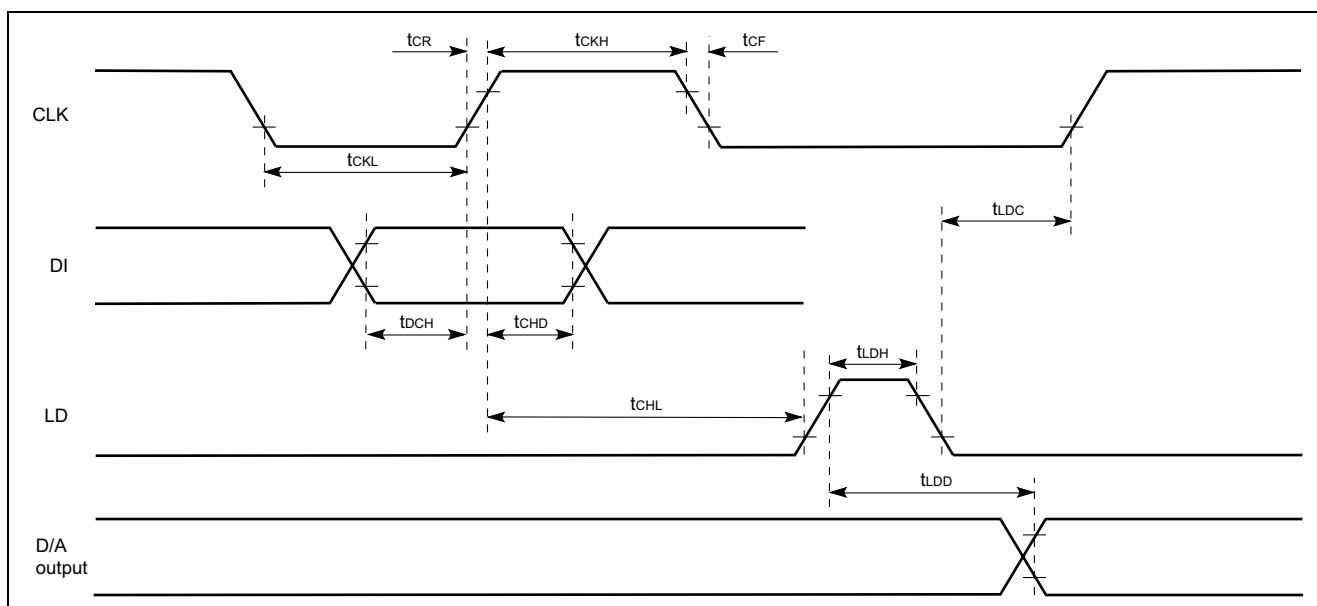 tCR
tCKH
tCF
CLK
tCKL
tLDC
DI
tDCH
tCHD
tLDH
tCHL
LD
tLDD
D/A
output